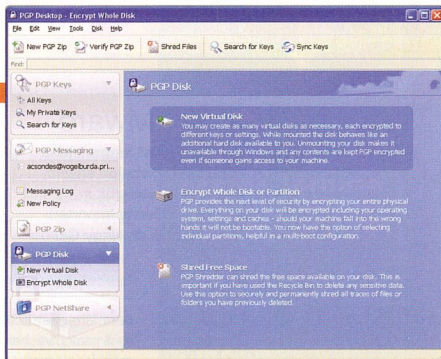 PGP Desktop - Encrypt Whole Disk
File Edit View Tools Disk Help
New PGP Zip Verify PGP Zip Shred Files Search for Keys Sync Keys
Find:
PGP Keys
All Keys
My Private Keys
Search for Keys
PGP Messaging
acsondes@vogelburda.pri...
Messaging Log
New Policy
PGP Zip
PGP Disk
New Virtual Disk
Encrypt Whole Disk
PGP NetShare
PGP Disk
New Virtual Disk
You may create as many virtual disks as necessary, each encrypted to
different keys or settings. While mounted the disk behaves like an
additional hard disk available to you. Unmounting your disk makes it
unavailable through Windows and any contents are kept PGP encrypted
even if someone gains access to your machine.
Encrypt Whole Disk or Partition
PGP provides the next level of security by encrypting your entire physical
drive. Everything on your disk will be encrypted including your operating
system, settings and caches - should your machine fall into the wrong
hands it will not be bootable. You now have the option of selecting
individual partitions, helpful in a multi-boot configuration.
Shred Free Space
PGP Shredder can shred the free space available on your disk. This is
important if you have used the Recycle Bin to delete any sensitive data.
Use this option to securely and permanently shred all traces of files or
folders you have previously deleted.